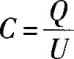 C = Q/U